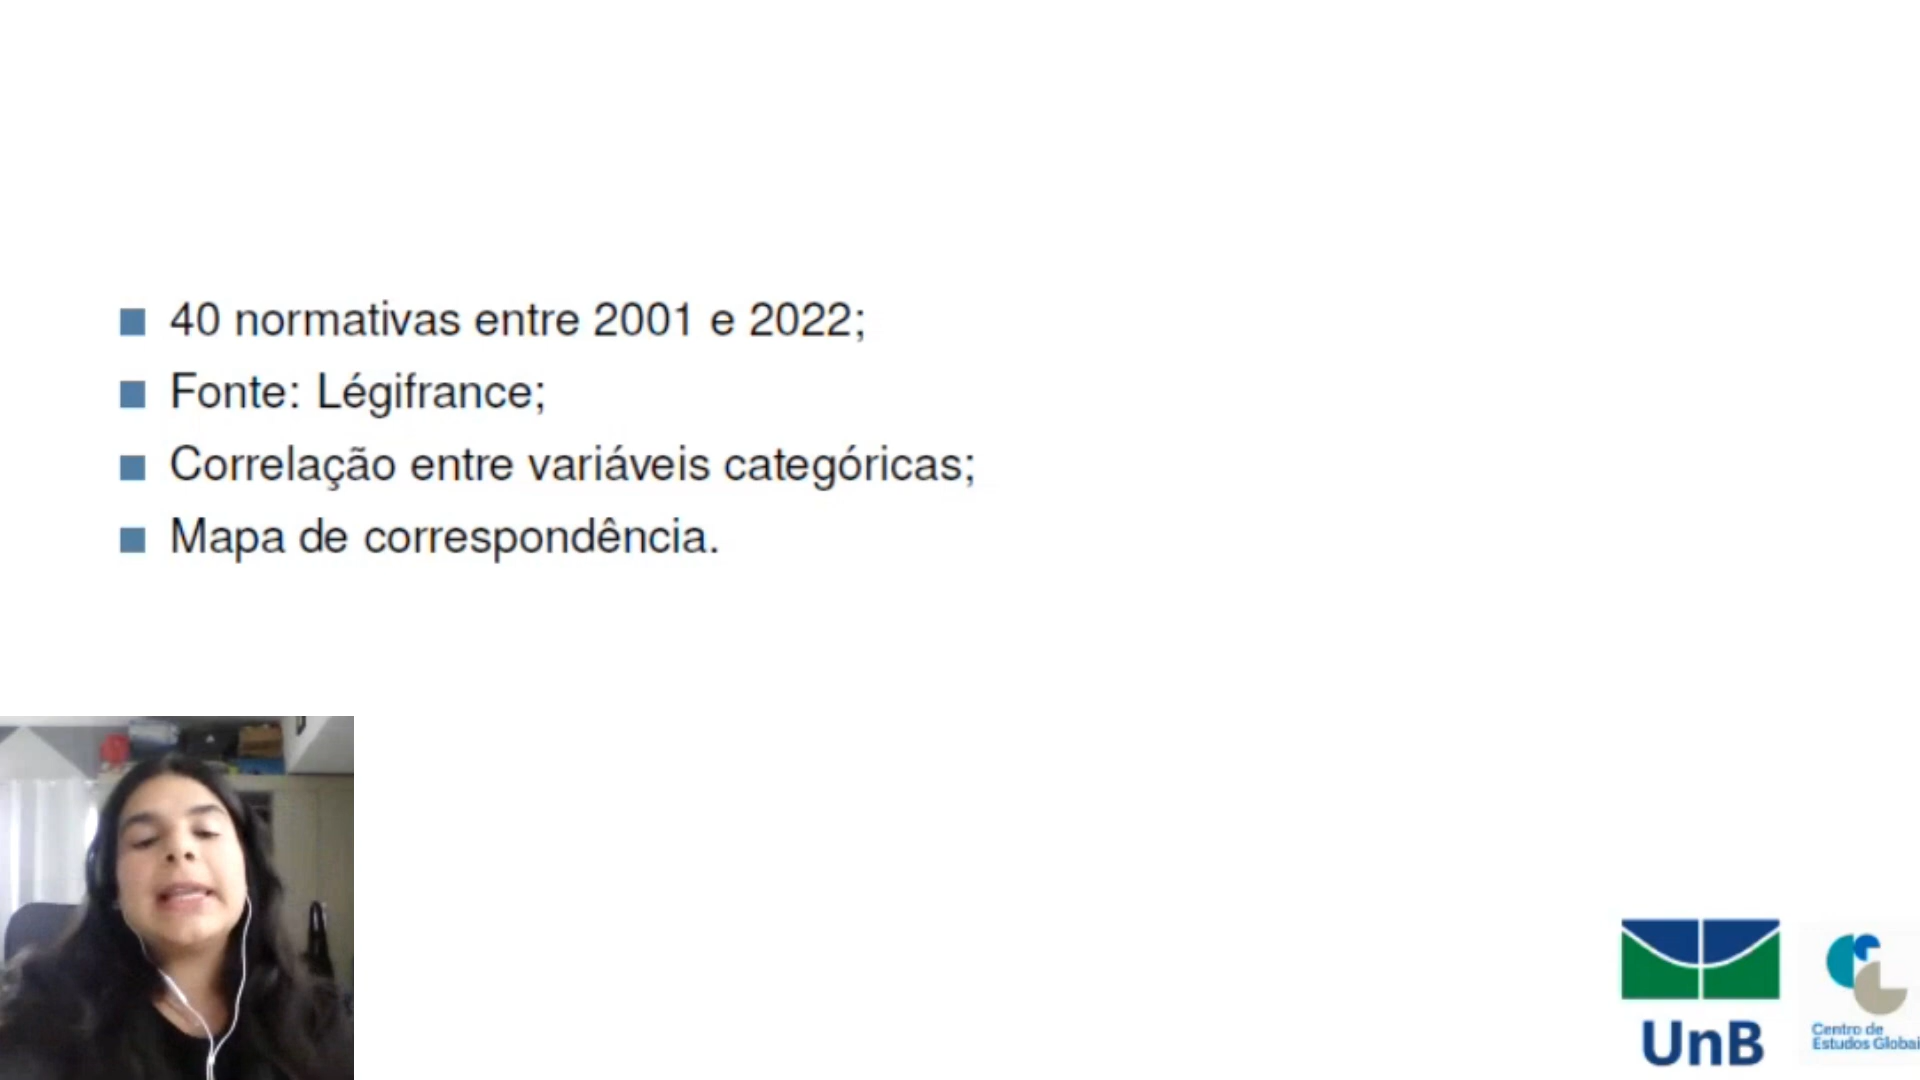 40 normativas entre 2001 e 2022;
Fonte: Légifrance;
Correlação entre variáveis categóricas;
Mapa de correspondência.
UnB
Centro de
Estudos Globai